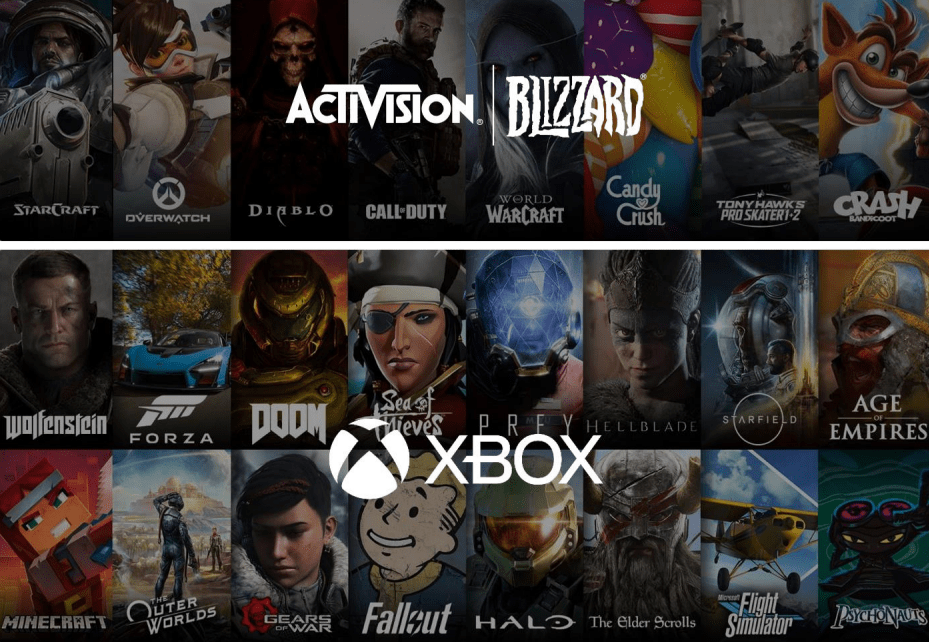 ACTIVISION® | BLIZZARD®
STARCRAFT
OVERWATCH
DIABLO
CALL OF DUTY
WORLD
WARCRAFT
Candy
Crush
TONY HAWK'S
PRO SKATER 1+2
CRASH
BANDICOOT
Wolfenstein
FORZA
DOOM
Sea of
Thieves
PREY
HELLBLADE
STARFIELD
AGE
OF
EMPIRES
XBOX
MINECRAFT
THE
OUTER
WORLDS
GEARS
OF WAR
Fallout
HALO
The Elder Scrolls
Microsoft
Flight
Simulator
PSYCHONAUTS